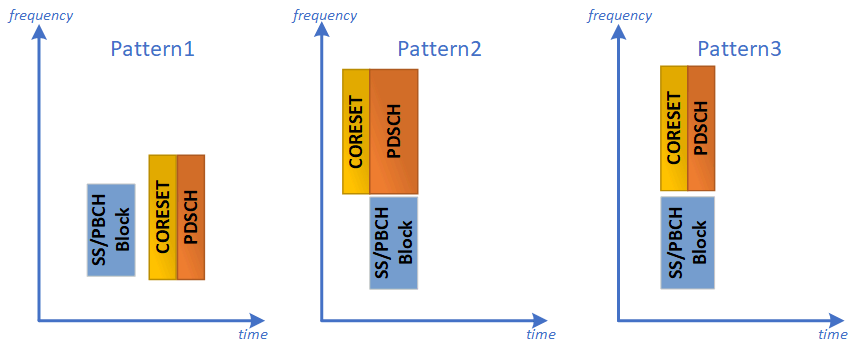 frequency
Pattern1
SS/PBCH
Block
CORESET
PDSCH
time
frequency
Pattern2
CORESET
PDSCH
SS/PBCH
Block
time
frequency
Pattern3
CORESET
PDSCH
SS/PBCH
Block
time